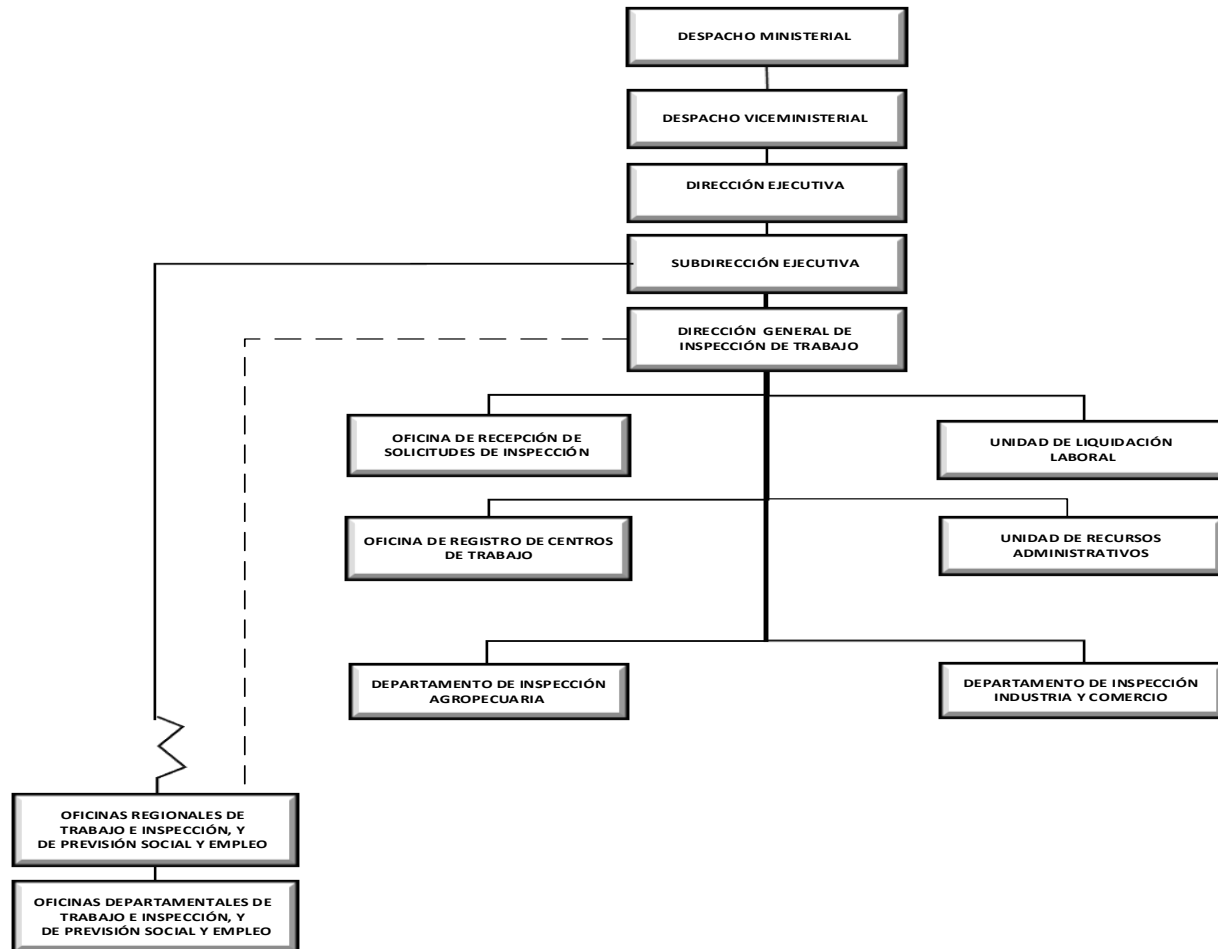 DESPACHO MINISTERIAL
DESPACHO VICEMINISTERIAL
DIRECCIÓN EJECUTIVA
SUBDIRECCIÓN EJECUTIVA
DIRECCIÓN GENERAL DE
INSPECCIÓN DE TRABAJO
OFICINA DE RECEPCIÓN DE
SOLICITUDES DE INSPECCIÓN
UNIDAD DE LIQUIDACIÓN
LABORAL
OFICINA DE REGISTRO DE CENTROS
DE TRABAJO
UNIDAD DE RECURSOS
ADMINISTRATIVOS
DEPARTAMENTO DE INSPECCIÓN
AGROPECUARIA
DEPARTAMENTO DE INSPECCIÓN
INDUSTRIA Y COMERCIO
OFICINAS REGIONALES DE
TRABAJO E INSPECCIÓN, Y
DE PREVISIÓN SOCIAL Y EMPLEO
OFICINAS DEPARTAMENTALES DE
TRABAJO E INSPECCIÓN, Y
DE PREVISIÓN SOCIAL Y EMPLEO